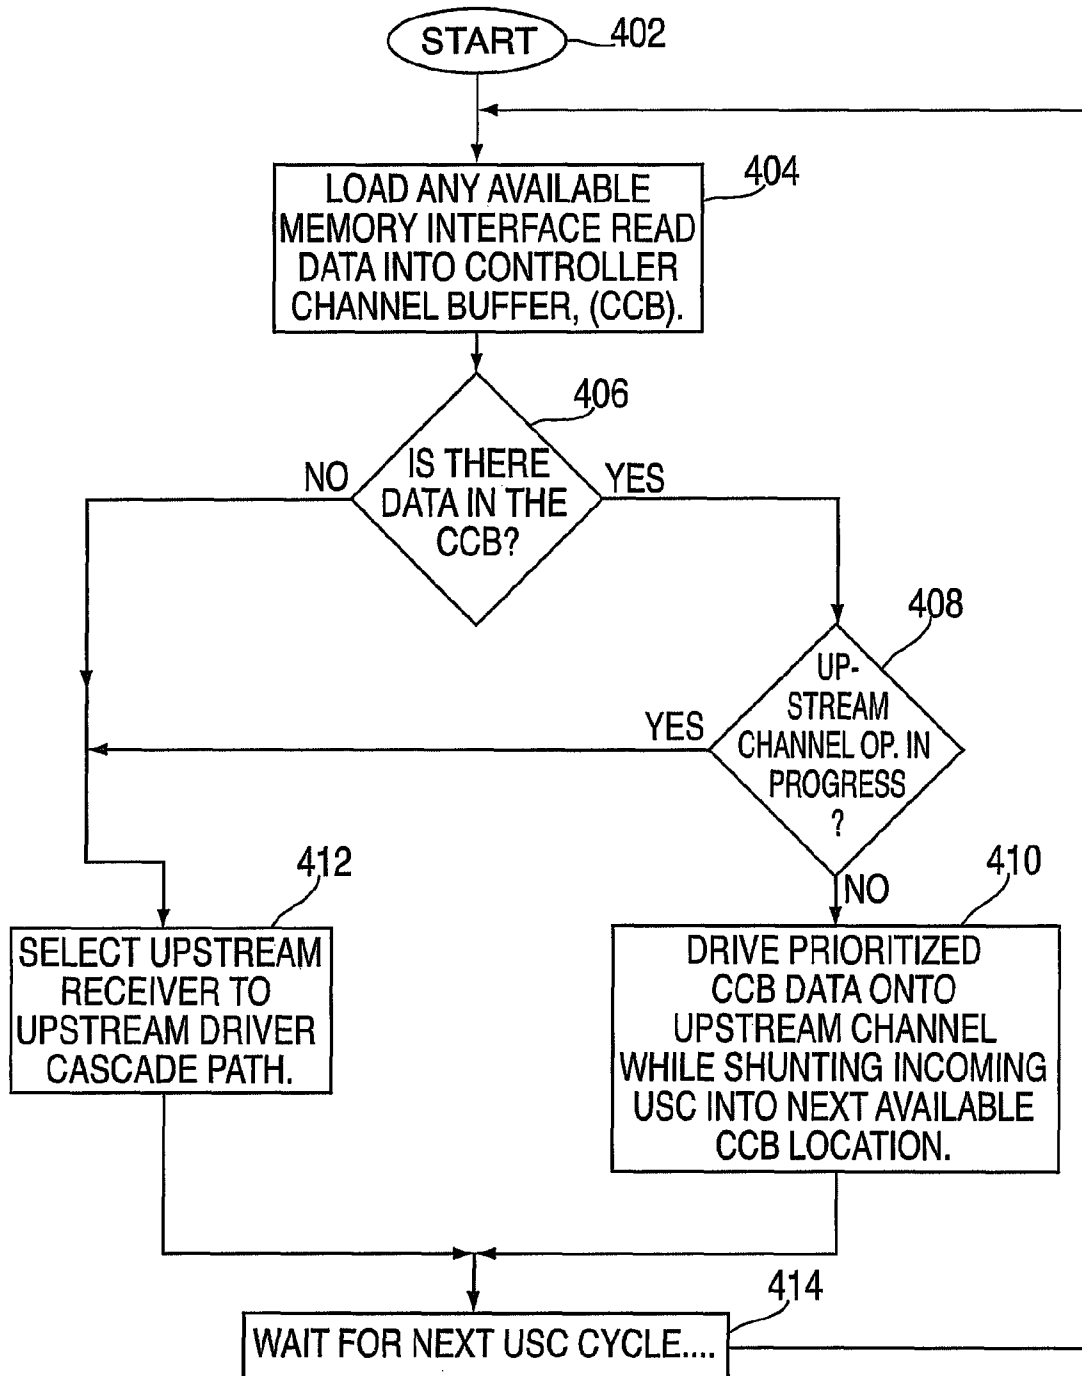 START
402
LOAD ANY AVAILABLE
MEMORY INTERFACE READ
DATA INTO CONTROLLER
CHANNEL BUFFER, (CCB).
404
406
IS THERE
DATA IN THE
CCB?
NO
YES
408
UP-
STREAM
CHANNEL OP. IN
PROGRESS
?
YES
NO
412
SELECT UPSTREAM
RECEIVER TO
UPSTREAM DRIVER
CASCADE PATH.
410
DRIVE PRIORITIZED
CCB DATA ONTO
UPSTREAM CHANNEL
WHILE SHUNTING INCOMING
USC INTO NEXT AVAILABLE
CCB LOCATION.
414
WAIT FOR NEXT USC CYCLE....